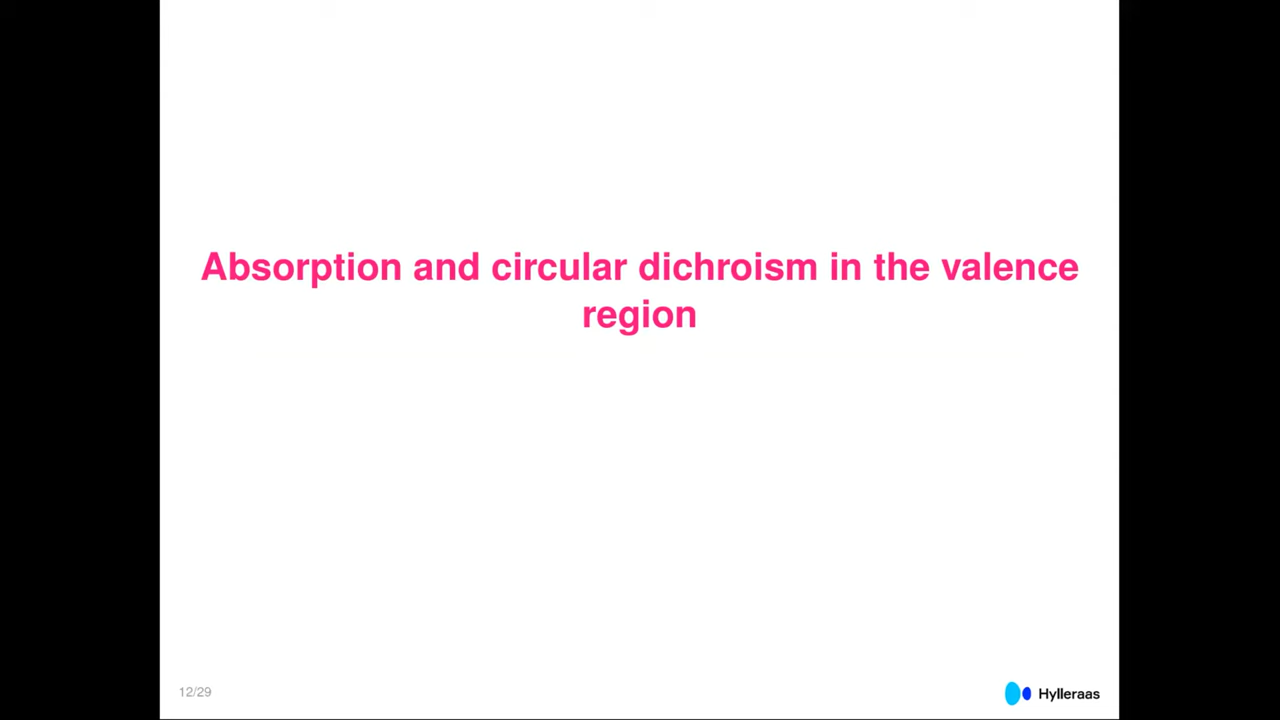 Absorption and circular dichroism in the valence
region
12/29
Hylleraas